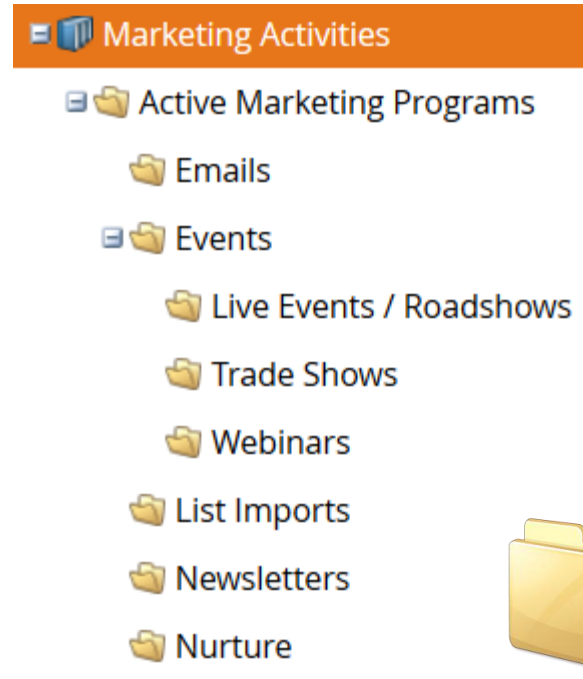 Marketing Activities
Active Marketing Programs
Emails
Events
Live Events / Roadshows
Trade Shows
Webinars
List Imports
Newsletters
Nurture